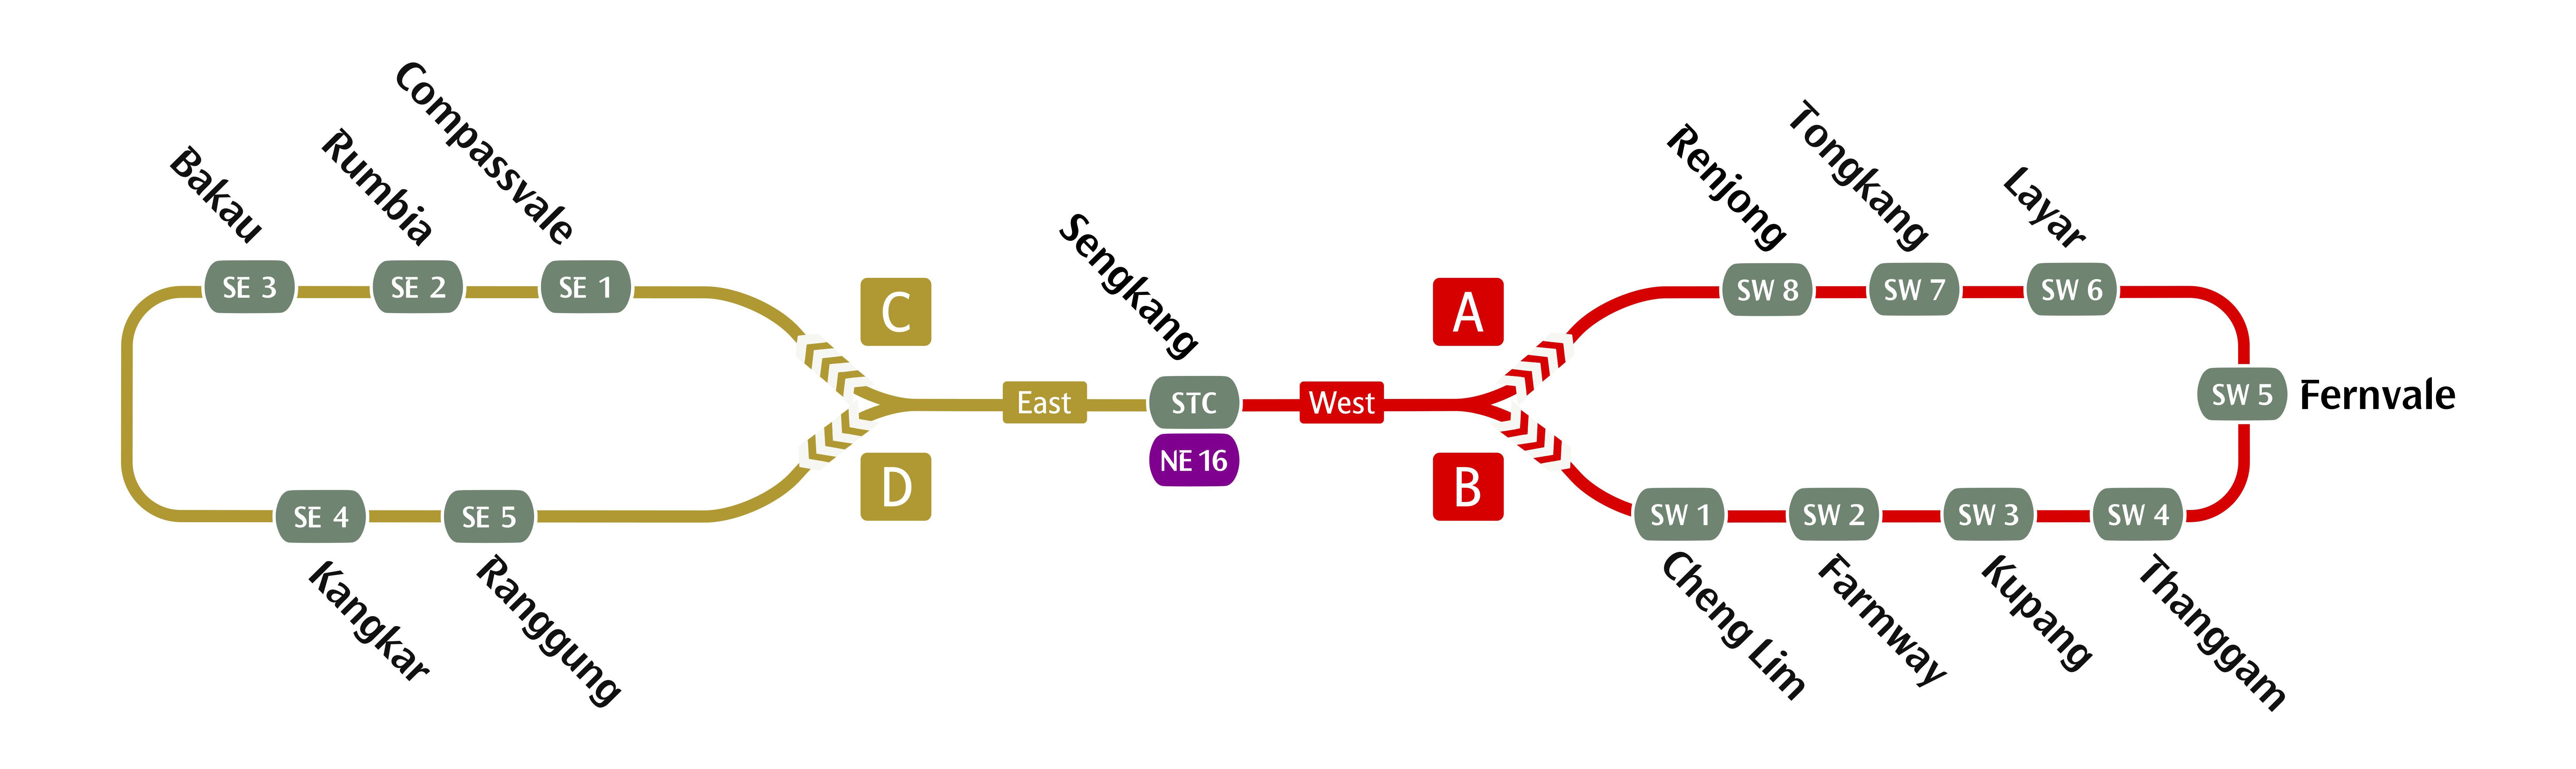 Bakau
Rumbia
Compassvale
SE 3
SE 2
SE 1
SE 4
SE 5
Kangkar
Ranggung
C
D
East
Sengkang
STC
NE 16
West
A
B
Renjong
Tongkang
Layar
SW 8
SW 7
SW 6
SW 5
Fernvale
SW 1
SW 2
SW 3
SW 4
Cheng Lim
Farmway
Kupang
Thanggam